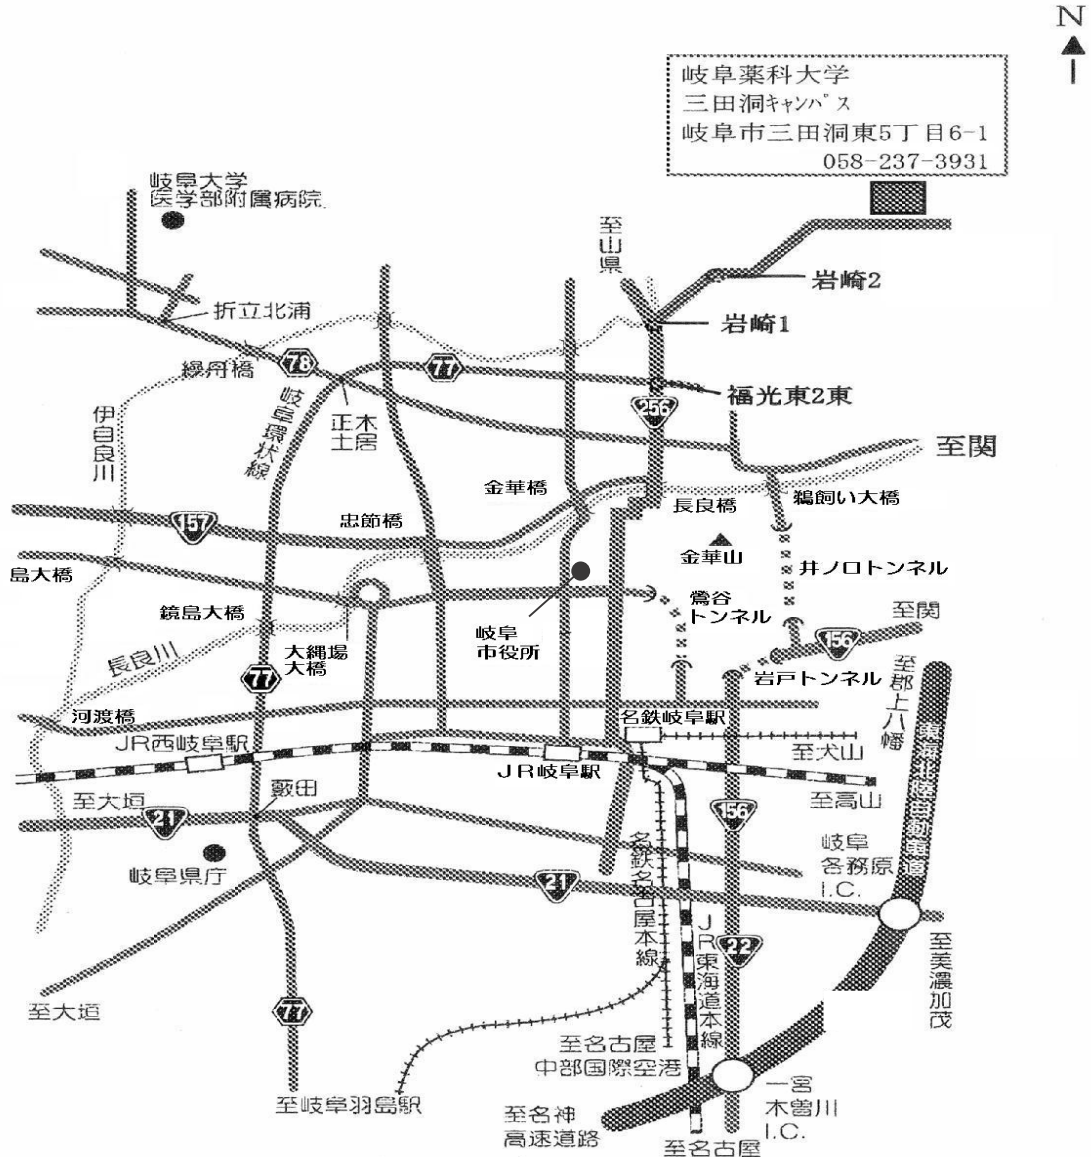 N
岐阜薬科大学
三田洞キャンパス
岐阜市三田洞東5丁目6-1
058-237-3931
岐阜大学
医学部附属病院
至山県
岩崎2
折立北浦
岩崎1
繰舟橋
78
77
福光東2東
岐阜環状線
256
伊自良川
正木
土居
至関
金華橋
長良橋
鵜飼い大橋
157
忠節橋
金華山
井ノ口トンネル
島大橋
鏡島大橋
鶯谷
トンネル
至関
岐阜
市役所
156
大縄場
大橋
長良川
77
岩戸トンネル
至郡上八幡
河渡橋
名鉄岐阜駅
東海北陸自動車道
JR西岐阜駅
至犬山
JR岐阜駅
至大垣
藪田
至高山
21
156
岐阜
各務原
I.C.
岐阜県庁
名鉄名古屋本線
21
JR東海道本線
22
至美濃加茂
至大垣
77
至名古屋
中部国際空港
至岐阜羽島駅
一宮
木曽川
I.C.
至名神
高速道路
至名古屋